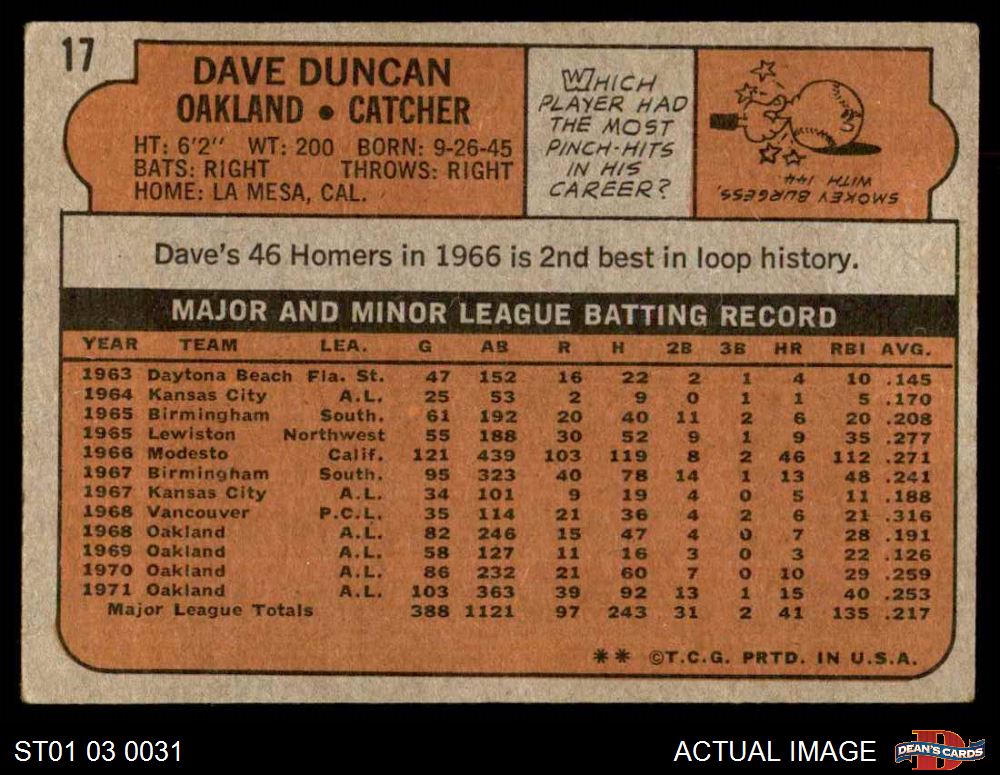 17
DAVE DUNCAN
OAKLAND • CATCHER
HT: 6'2" WT: 200 BORN: 9-26-45
BATS: RIGHT THROWS: RIGHT
HOME: LA MESA, CAL.
WHICH
PLAYER HAD
THE MOST
PINCH-HITS
IN HIS
CAREER?
SMOKEY BURGESS,
WITH 144
Dave's 46 Homers in 1966 is 2nd best in loop history.
MAJOR AND MINOR LEAGUE BATTING RECORD
YEAR TEAM LEA. G AB R H 2B 3B HR RBI AVG.
1963 Daytona Beach Fla. St. 47 152 16 22 2 1 4 10 .145
1964 Kansas City A.L. 25 53 2 9 0 1 1 5 .170
1965 Birmingham South. 61 192 20 40 11 2 6 20 .208
1965 Lewiston Northwest 55 188 30 52 9 1 9 35 .277
1966 Modesto Calif. 121 439 103 119 8 2 46 112 .271
1967 Birmingham South. 95 323 40 78 14 1 13 48 .241
1967 Kansas City A.L. 34 101 9 19 4 0 5 11 .188
1968 Vancouver P.C.L. 35 114 21 36 4 2 6 21 .316
1968 Oakland A.L. 82 246 15 47 4 0 7 28 .191
1969 Oakland A.L. 58 127 11 16 3 0 3 22 .126
1970 Oakland A.L. 86 232 21 60 7 0 10 29 .259
1971 Oakland A.L. 103 363 39 92 13 1 15 40 .253
Major League Totals 388 1121 97 243 31 2 41 135 .217
** ©T.C.G. PRTD. IN U.S.A.
ST01 03 0031
ACTUAL IMAGE
D
DEAN'S CARDS